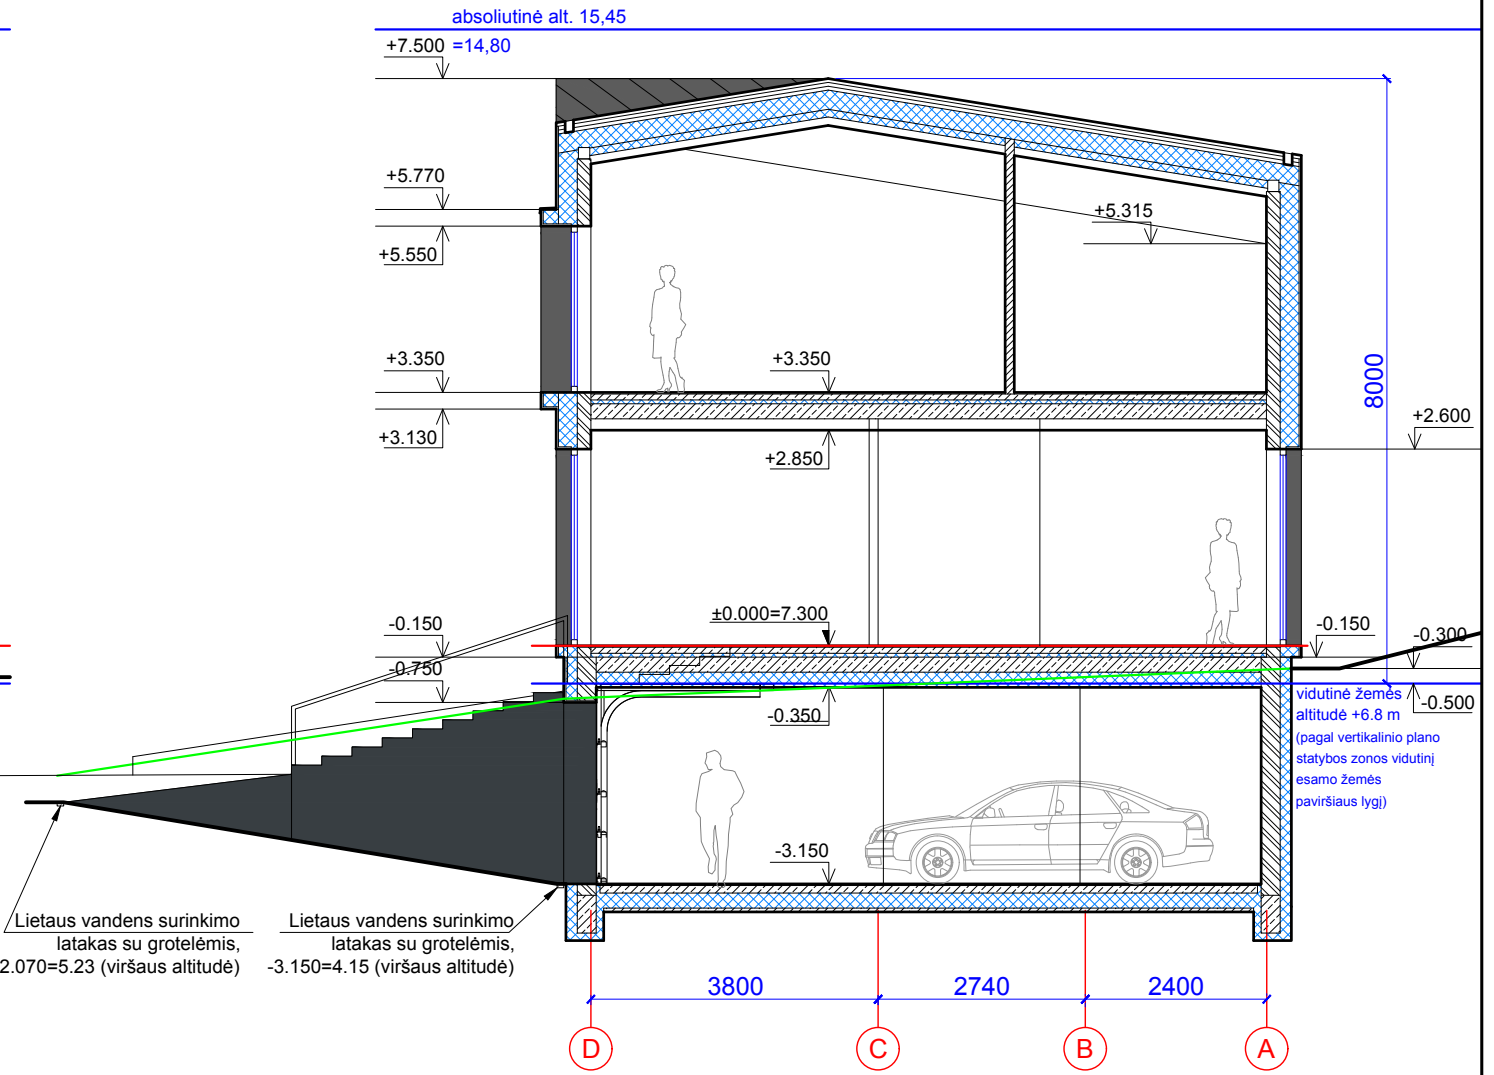 absoliutinė alt. 15,45
+7.500 =14,80
+5.770
+5.315
+5.550
+3.350
+3.350
8000
+2.600
+3.130
+2.850
±0.000=7.300
-0.150
-0.150
-0.300
-0.750
-0.350
-0.500
vidutinė žemės
altitudė +6.8 m
(pagal vertikalinio plano
statybos zonos vidutinį
esamo žemės
paviršiaus lygį)
-3.150
Lietaus vandens surinkimo
latakas su grotelėmis,
2.070=5.23 (viršaus altitudė)
Lietaus vandens surinkimo
latakas su grotelėmis,
-3.150=4.15 (viršaus altitudė)
3800
2740
2400
D
C
B
A